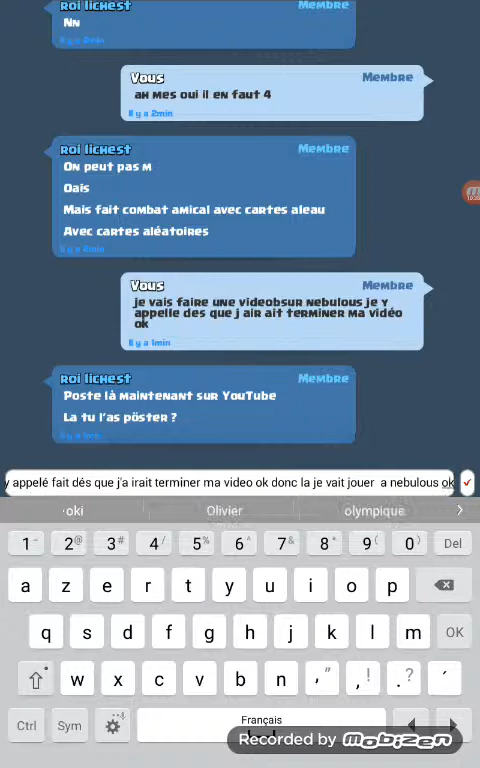 roi lichest Membre
Nn
Il y a 2min
Vous Membre
ah mes oui il en faut 4
Il y a 2min
roi lichest Membre
On peut pas m
Oais
Mais fait combat amical avec cartes aleau
Avec cartes aléatoires
Il y a 2min
Vous Membre
je vais faire une videobsur nebulous je y
appelle des que j air ait terminer ma vidéo
ok
Il y a 1min
roi lichest Membre
Poste là maintenant sur YouTube
La tu l'as pöster ?
Il y a 1min
y appelé fait dés que j'a irait terminer ma video ok donc la je vait jouer a nebulous ok
oki Olivier olympique
1 2@ 3# 4/ 5% 6^ 7& 8* 9( 0) Del
a z e r t y u i o p
q s d f g h j k l m OK
w x c v b n ' " , ! . ? ´
Ctrl Sym Français
Recorded by mobizen